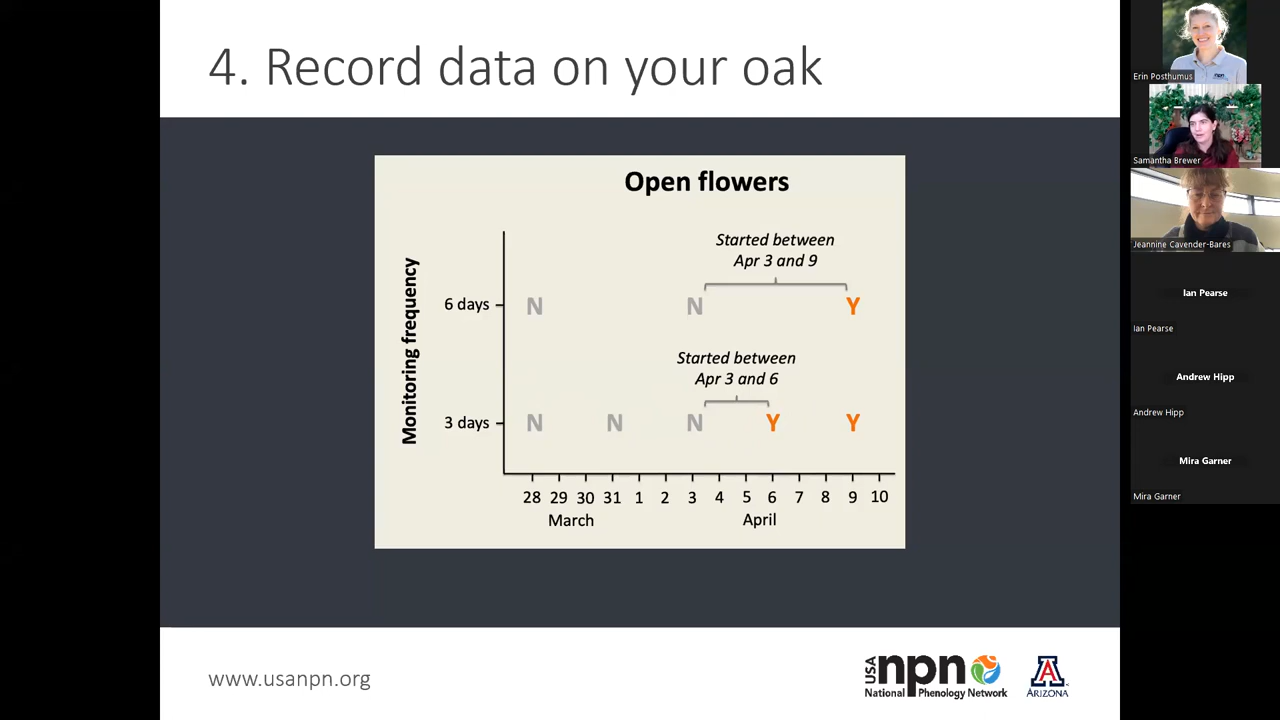 4. Record data on your oak
Open flowers
Started between
Apr 3 and 9
Monitoring frequency
6 days
N N Y
Started between
Apr 3 and 6
3 days
N N N Y Y
28 29 30 31 1 2 3 4 5 6 7 8 9 10
March April
www.usanpn.org
USA npn
National Phenology Network
A
ARIZONA
npn
Erin Posthumus
Samantha Brewer
Jeannine Cavender-Bares
Ian Pearse
Ian Pearse
Andrew Hipp
Andrew Hipp
Mira Garner
Mira Garner